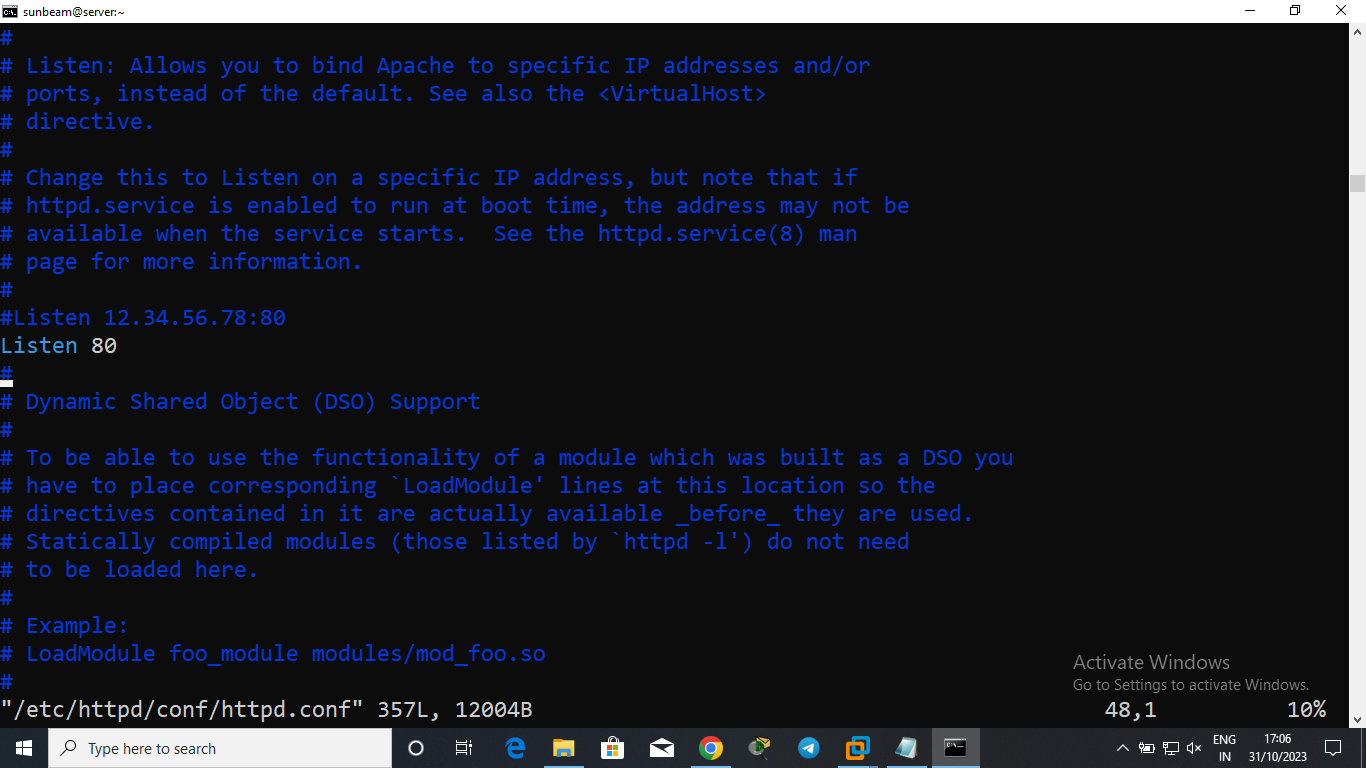 sunbeam@server:~
#
# Listen: Allows you to bind Apache to specific IP addresses and/or
# ports, instead of the default. See also the <VirtualHost>
# directive.
#
# Change this to Listen on a specific IP address, but note that if
# httpd.service is enabled to run at boot time, the address may not be
# available when the service starts.  See the httpd.service(8) man
# page for more information.
#
#Listen 12.34.56.78:80
Listen 80
#
# Dynamic Shared Object (DSO) Support
#
# To be able to use the functionality of a module which was built as a DSO you
# have to place corresponding `LoadModule' lines at this location so the
# directives contained in it are actually available _before_ they are used.
# Statically compiled modules (those listed by `httpd -l') do not need
# to be loaded here.
#
# Example:
# LoadModule foo_module modules/mod_foo.so
#
Activate Windows
Go to Settings to activate Windows.
"/etc/httpd/conf/httpd.conf" 357L, 12004B 48,1 10%
Type here to search
ENG
IN
17:06
31/10/2023